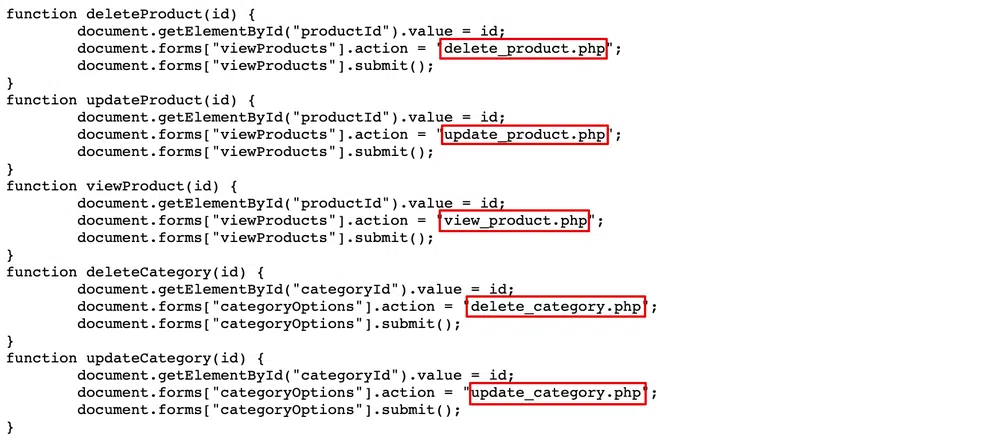 function deleteProduct(id) {
        document.getElementById("productId").value = id;
        document.forms["viewProducts"].action = "delete_product.php";
        document.forms["viewProducts"].submit();
}
function updateProduct(id) {
        document.getElementById("productId").value = id;
        document.forms["viewProducts"].action = "update_product.php";
        document.forms["viewProducts"].submit();
}
function viewProduct(id) {
        document.getElementById("productId").value = id;
        document.forms["viewProducts"].action = "view_product.php";
        document.forms["viewProducts"].submit();
}
function deleteCategory(id) {
        document.getElementById("categoryId").value = id;
        document.forms["categoryOptions"].action = "delete_category.php";
        document.forms["categoryOptions"].submit();
}
function updateCategory(id) {
        document.getElementById("categoryId").value = id;
        document.forms["categoryOptions"].action = "update_category.php";
        document.forms["categoryOptions"].submit();
}